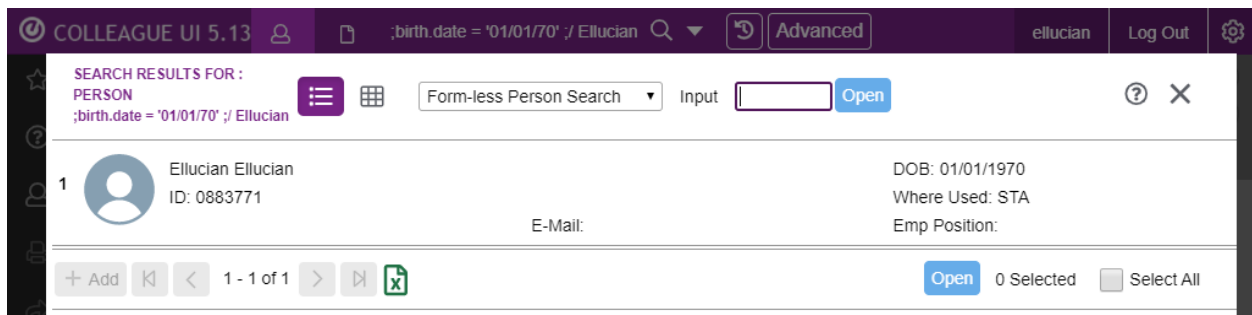 COLLEAGUE UI 5.13 ;birth.date = '01/01/70' ;/ Ellucian Advanced ellucian Log Out
SEARCH RESULTS FOR :
PERSON
;birth.date = '01/01/70' ;/ Ellucian
Form-less Person Search Input Open
1
Ellucian Ellucian DOB: 01/01/1970
ID: 0883771 Where Used: STA
E-Mail: Emp Position:
+ Add 1 - 1 of 1 Open 0 Selected Select All